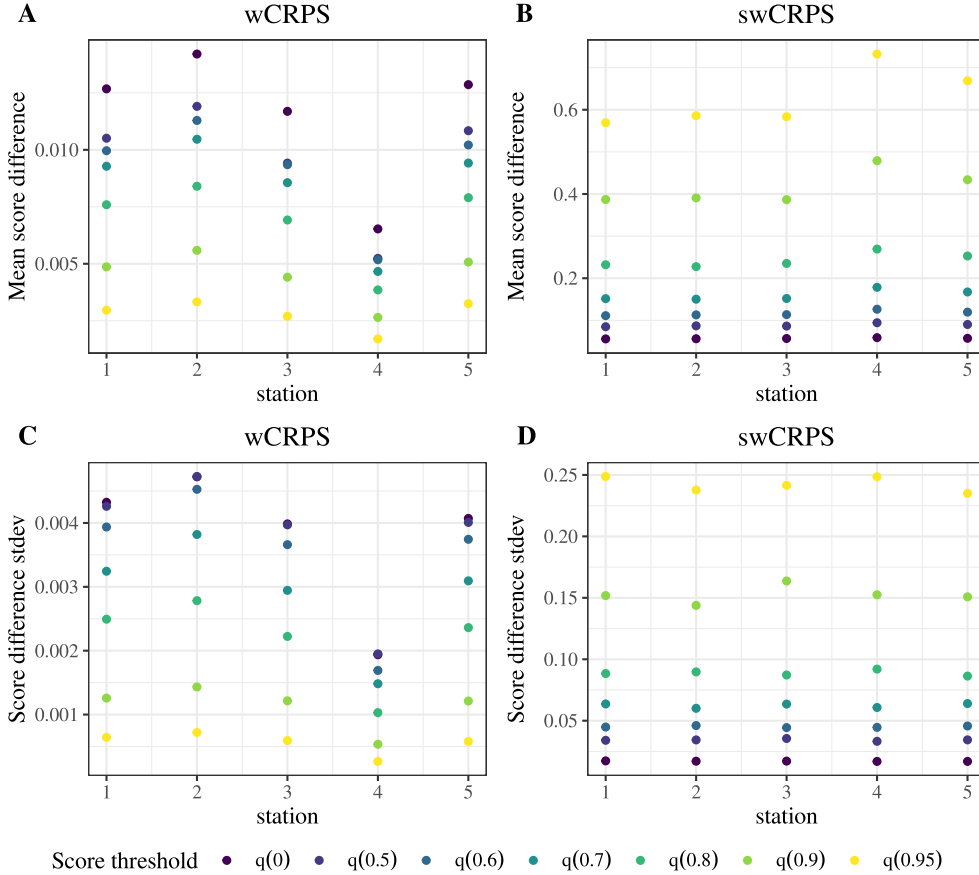 A
wCRPS
Mean score difference
0.010
0.005
1 2 3 4 5
station
B
swCRPS
Mean score difference
0.6
0.4
0.2
1 2 3 4 5
station
C
wCRPS
Score difference stdev
0.004
0.003
0.002
0.001
1 2 3 4 5
station
D
swCRPS
Score difference stdev
0.25
0.20
0.15
0.10
0.05
1 2 3 4 5
station
Score threshold q(0) q(0.5) q(0.6) q(0.7) q(0.8) q(0.9) q(0.95)